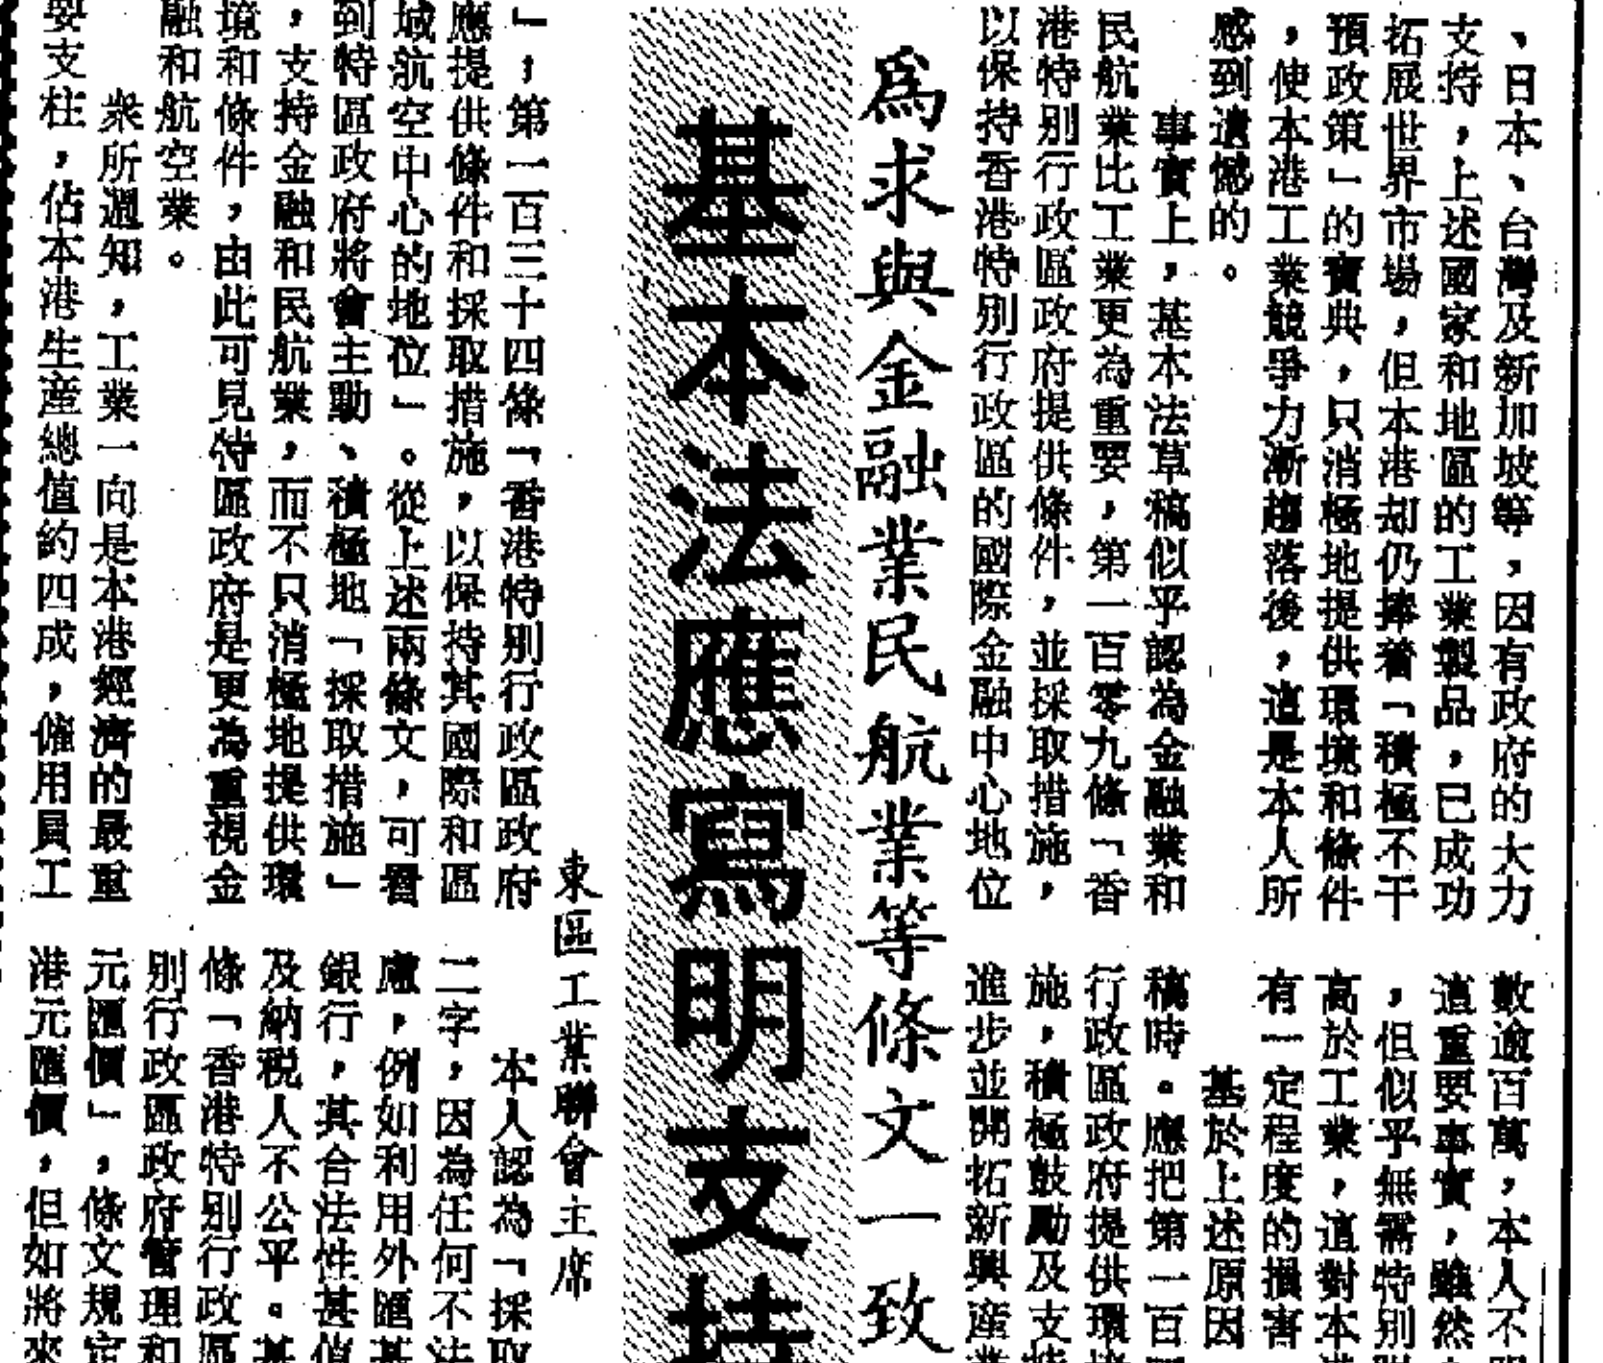 、日本、台灣及新加坡等，因有政府的大力
支持，上述國家和地區的工業製品，已成功
拓展世界市場，但本港却仍捧着「積極不干
預政策」的寶典，只消極地提供環境和條件
，使本港工業競爭力漸趨落後，這是本人所
感到遺憾的。
事實上，基本法草稿似乎認為金融業和
民航業比工業更為重要，第一百零九條「香
港特別行政區政府提供條件，並採取措施，
以保持香港特別行政區的國際金融中心地位
為求與金融業民航業等條文一致
基本法應寫明支持
東區工業聯會主席
」；第一百三十四條「香港特別行政區政府
應提供條件和採取措施，以保持其國際和區
域航空中心的地位」。從上述兩條文，可看
到特區政府將會主動、積極地「採取措施」
，支持金融和民航業，而不只消極地提供環
境和條件，由此可見特區政府是更為重視金
融和航空業。
衆所週知，工業一向是本港經濟的最重
要支柱，佔本港生產總值約四成，僱用員工
數逾百萬，本人不
這重要事實，雖然
，但似乎無需特別
高於工業，這對本
有一定程度的損害
基於上述原因
稿時。應把第一百
行政區政府提供環
施，積極鼓勵及支持
進步並開拓新興產業
本人認為「採取
二字，因為任何不法
慮，例如利用外匯基
銀行，其合法性甚值
及納税人不公平。基
條「香港特別行政區
別行政區政府管理和
元匯價」，條文規定
港元匯價，但如將來